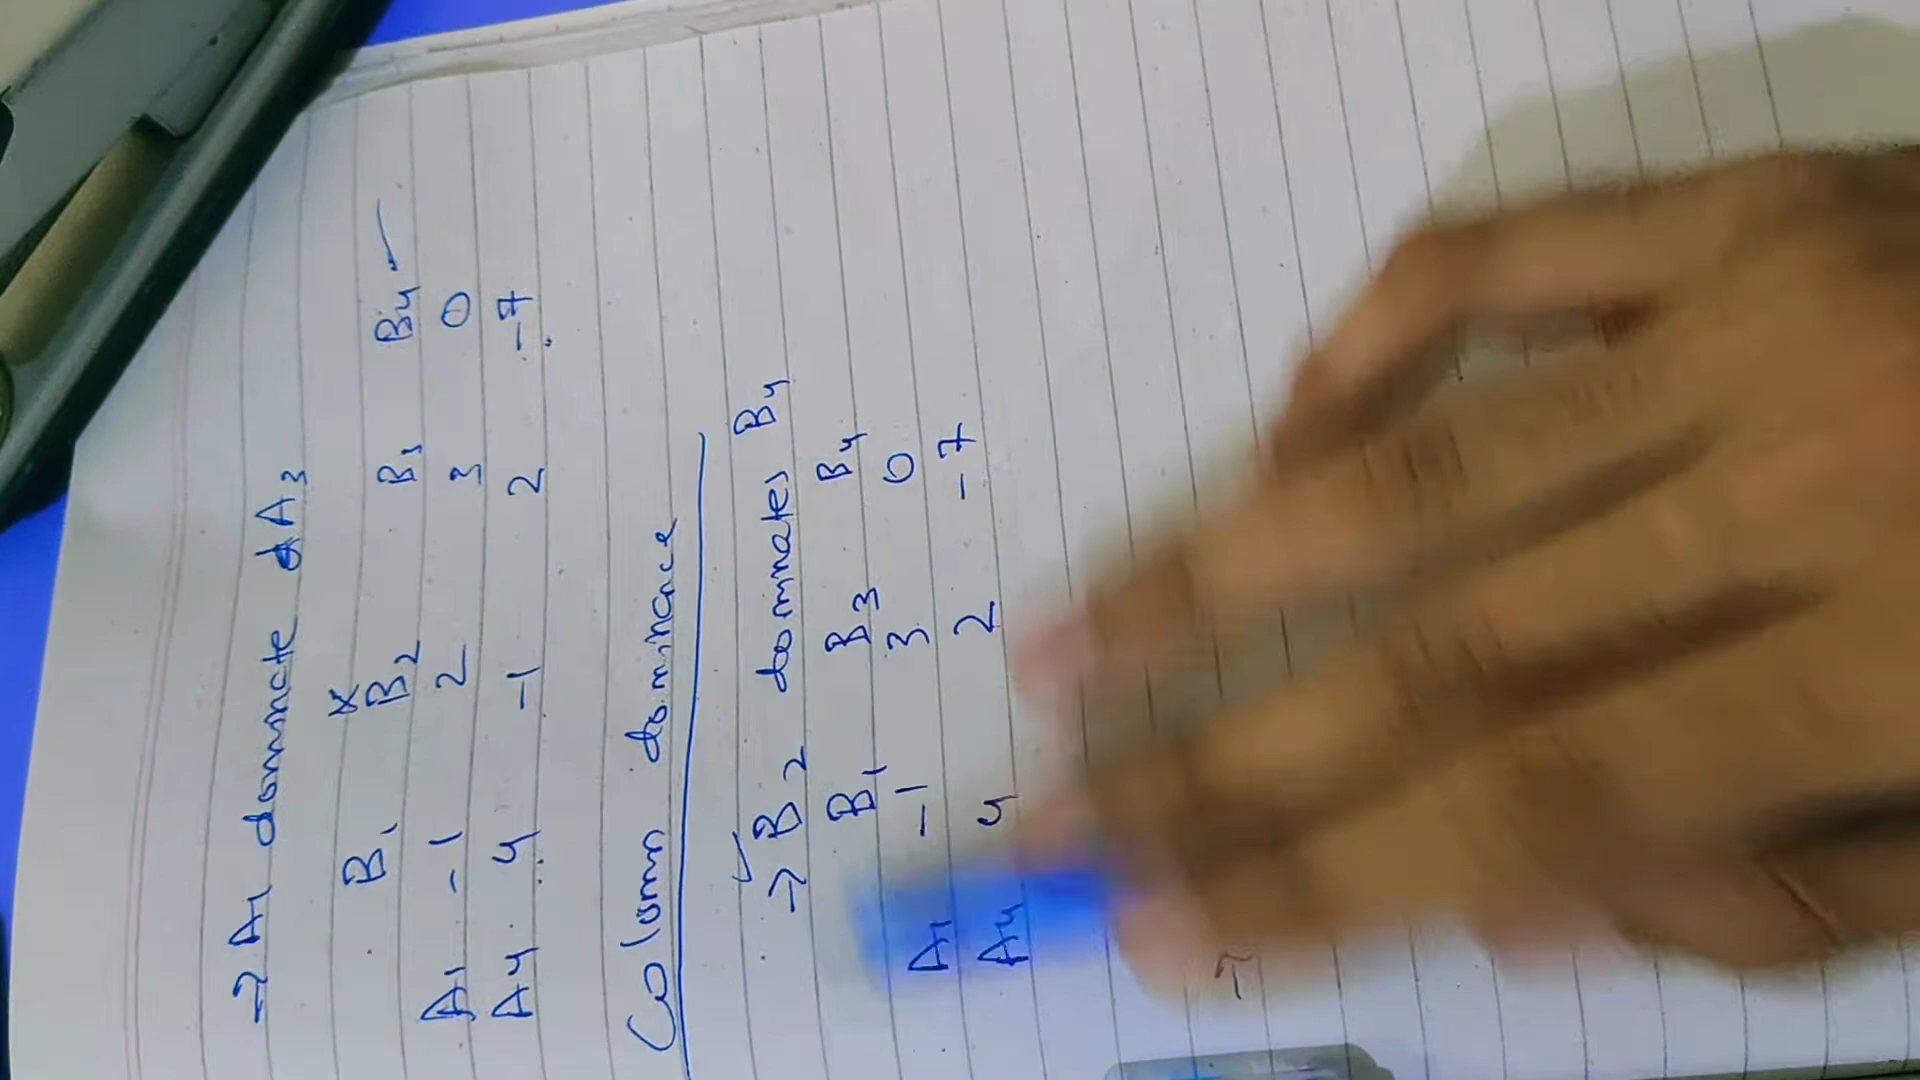 → A1 dominate d A3
B1 B2 B3 B4
A1 -1 2 3 0
A4 4 -1 2 -7
Column dominance
→ B2 dominates B4
B1 B3 B4
A1 -1 3 0
A4 4 2 -7